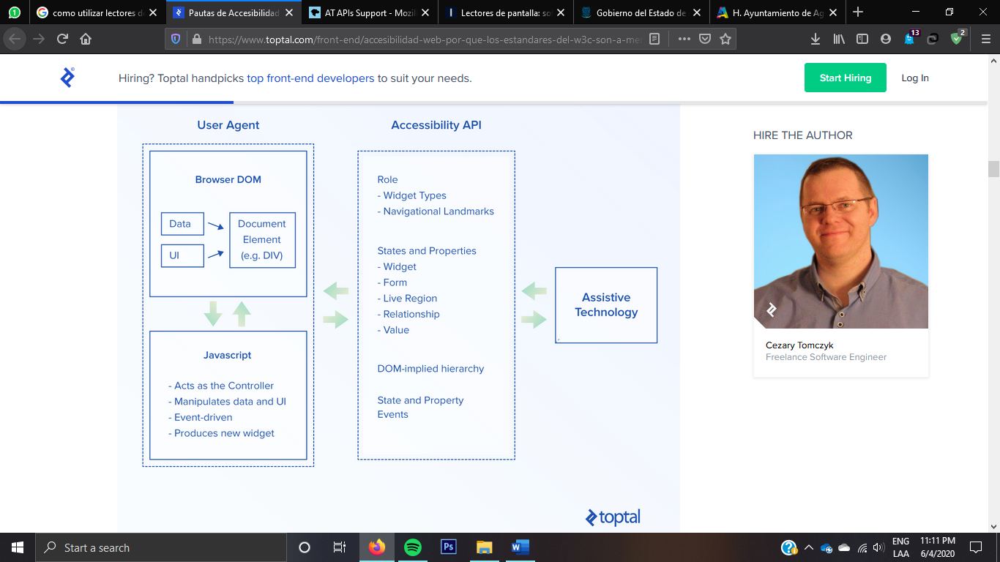 1
como utilizar lectores d
Pautas de Accesibilidad
AT APIs Support - Mozil
Lectores de pantalla: so
Gobierno del Estado de
H. Ayuntamiento de Ag
https://www.toptal.com/front-end/accesibilidad-web-por-que-los-estandares-del-w3c-son-a-me
13
2
Hiring? Toptal handpicks top front-end developers to suit your needs.
Start Hiring
Log In
User Agent
Browser DOM
Data
UI
Document
Element
(e.g. DIV)
Javascript
- Acts as the Controller
- Manipulates data and UI
- Event-driven
- Produces new widget
Accessibility API
Role
- Widget Types
- Navigational Landmarks
States and Properties
- Widget
- Form
- Live Region
- Relationship
- Value
DOM-implied hierarchy
State and Property
Events
Assistive
Technology
toptal
HIRE THE AUTHOR
Cezary Tomczyk
Freelance Software Engineer
Start a search
Ps
W
ENG
LAA
11:11 PM
6/4/2020